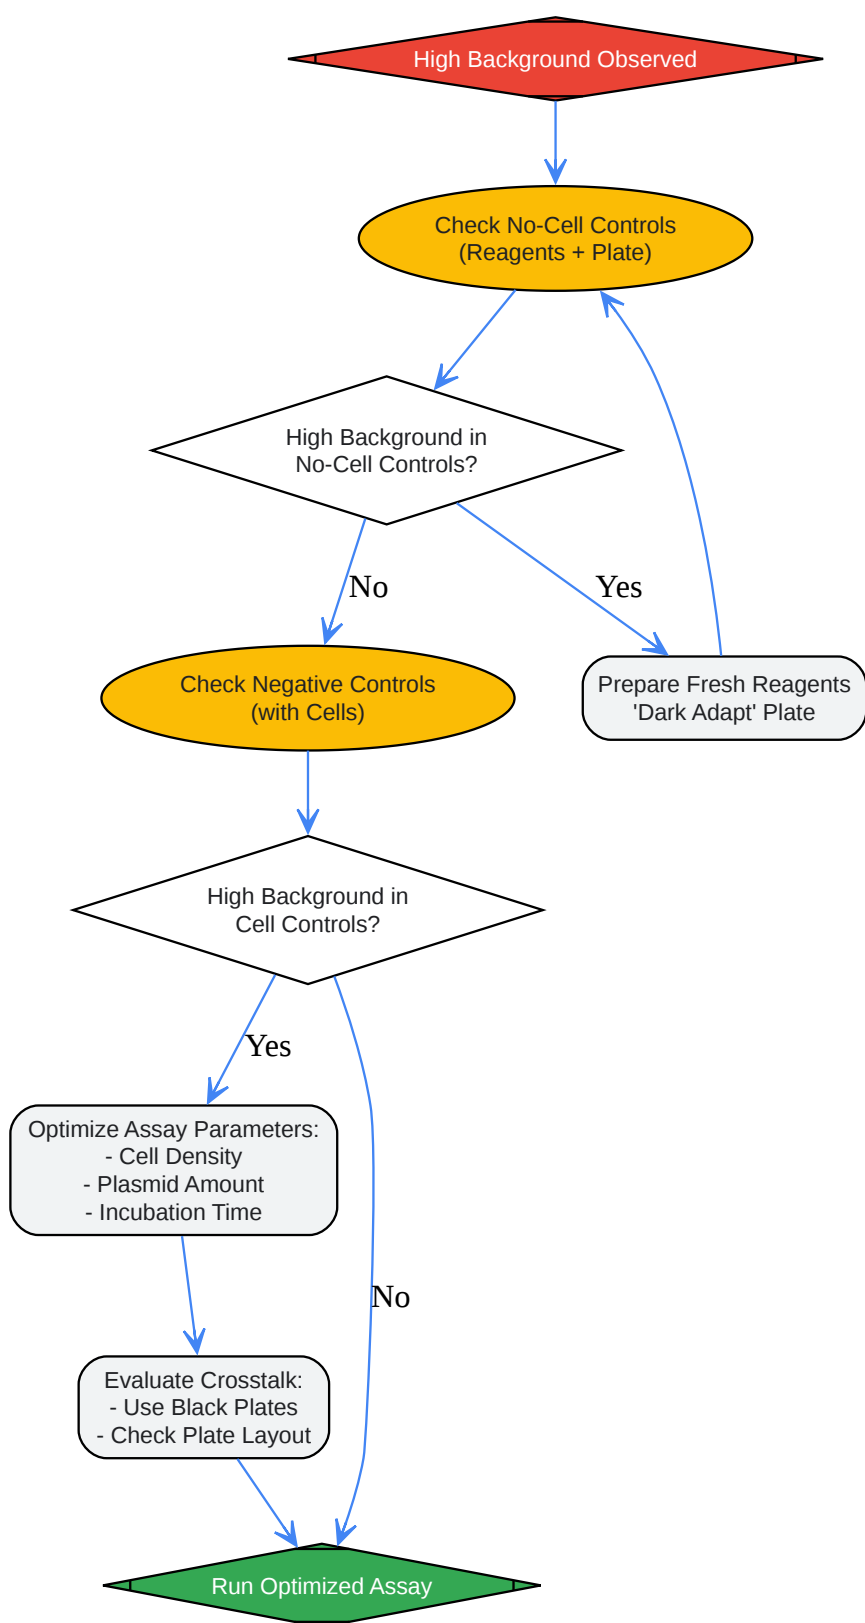 High Background Observed
Check No-Cell Controls
(Reagents + Plate)
High Background in
No-Cell Controls?
No
Yes
Check Negative Controls
(with Cells)
Prepare Fresh Reagents
'Dark Adapt' Plate
High Background in
Cell Controls?
Yes
Optimize Assay Parameters:
- Cell Density
- Plasmid Amount
- Incubation Time
No
Evaluate Crosstalk:
- Use Black Plates
- Check Plate Layout
Run Optimized Assay